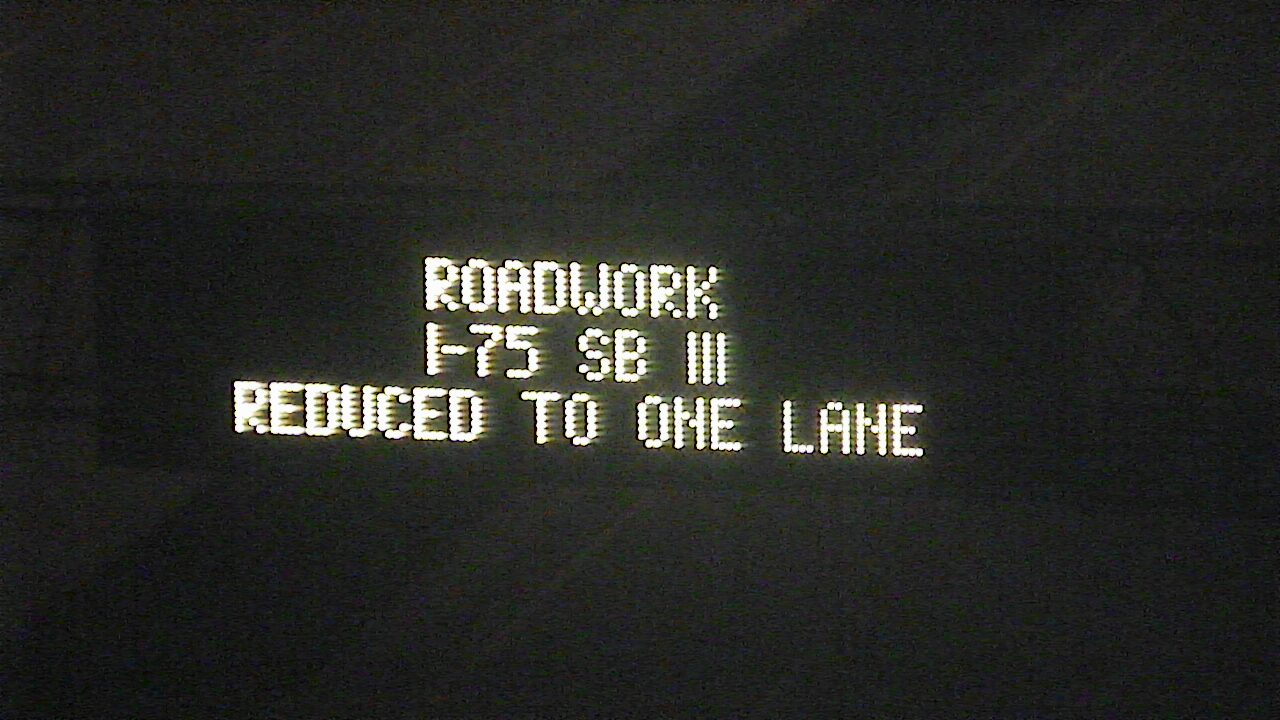 ROADWORK
I-75 SB III
REDUCED TO ONE LANE